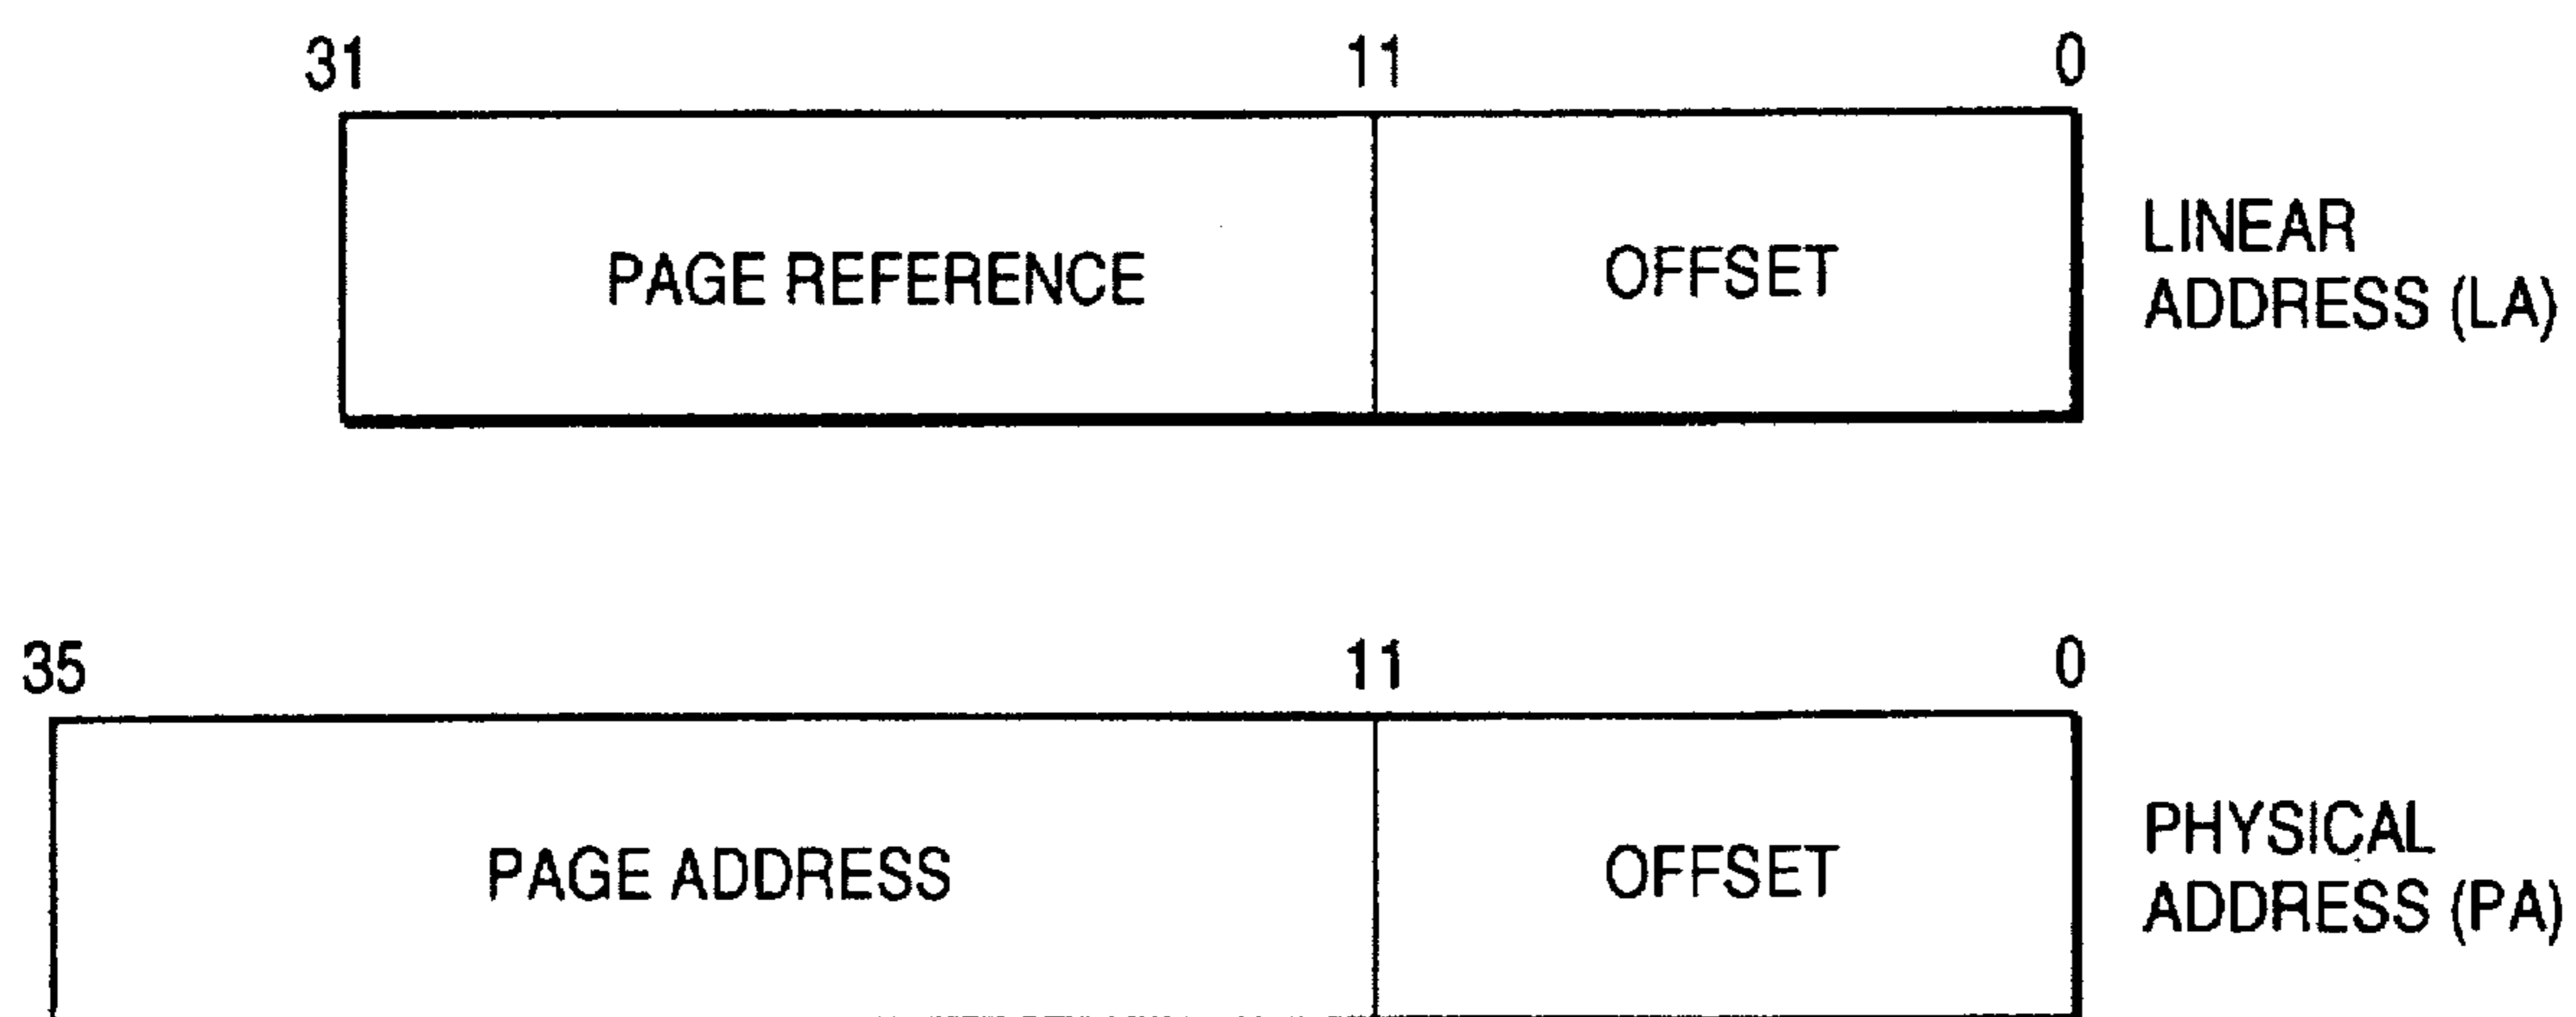 31 11 0
PAGE REFERENCE OFFSET LINEAR
ADDRESS (LA)
35 11 0
PAGE ADDRESS OFFSET PHYSICAL
ADDRESS (PA)